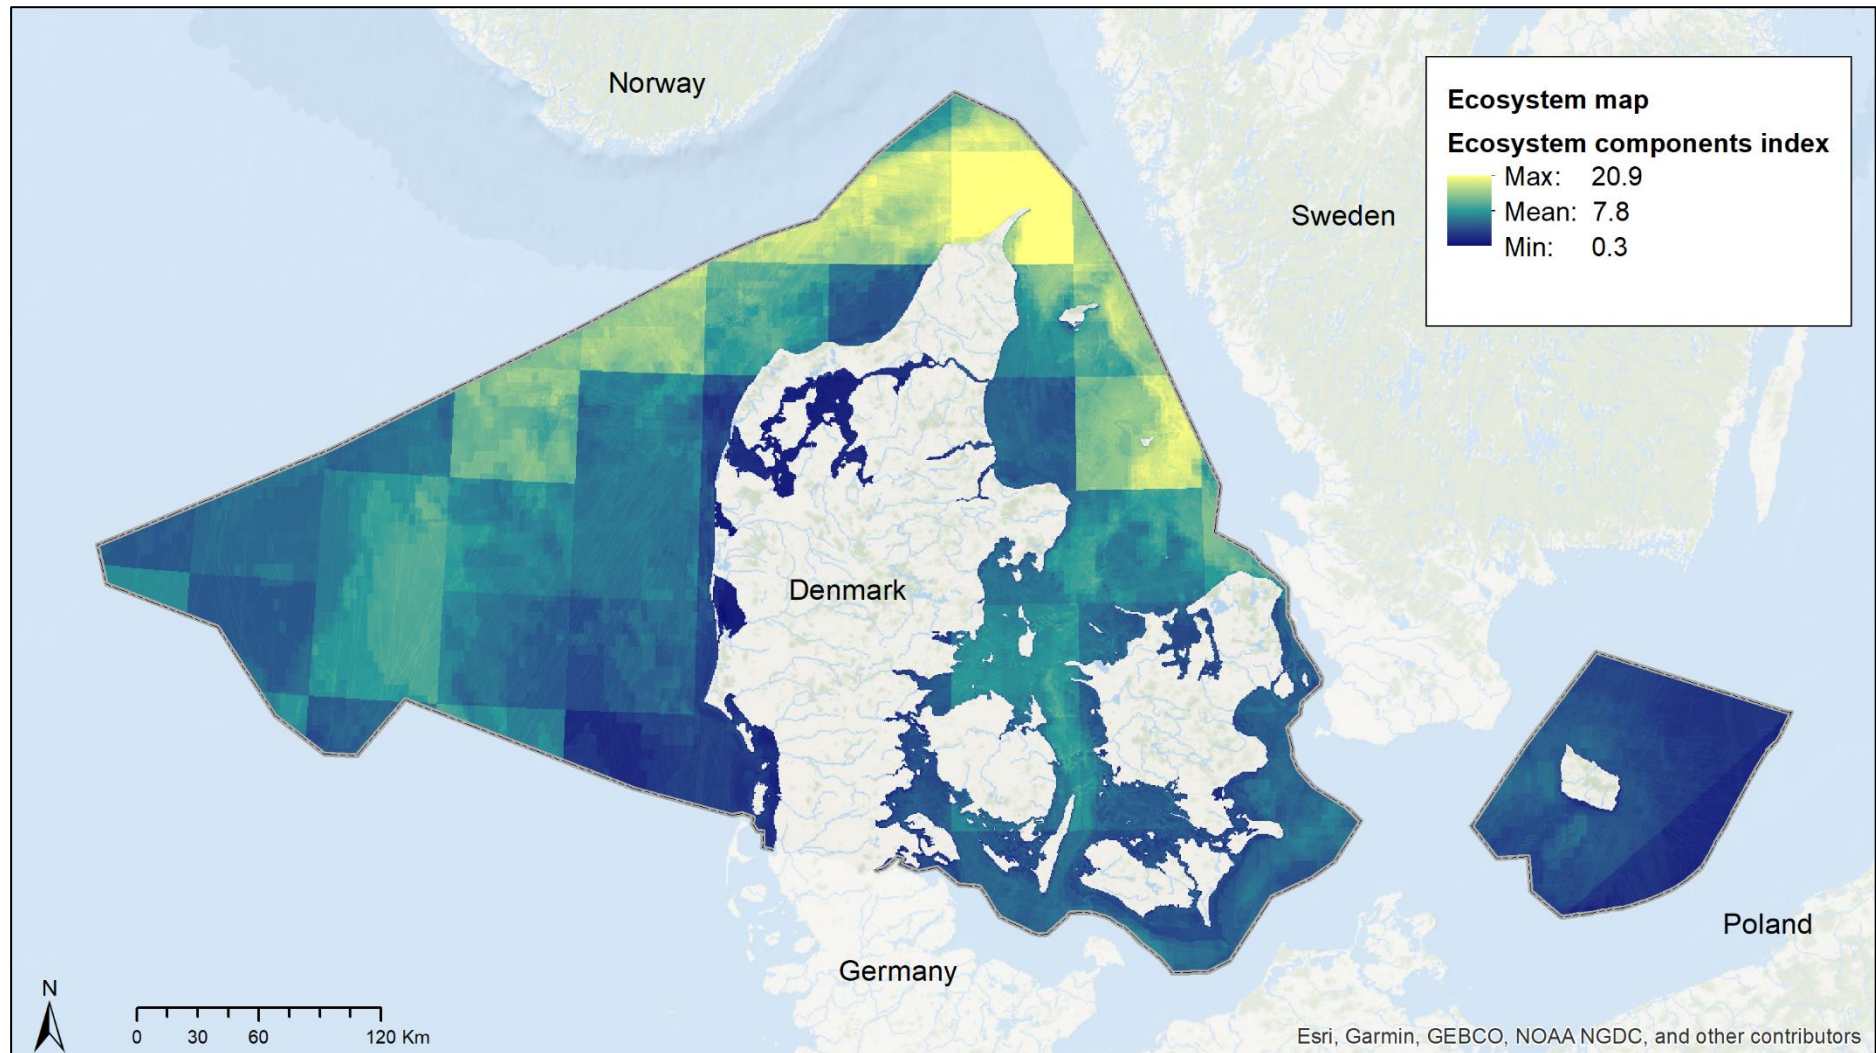 Norway
Ecosystem map
Ecosystem components index
Max: 20.9
Mean: 7.8
Min: 0.3
Sweden
Denmark
Poland
Germany
N
0 30 60 120 Km
Esri, Garmin, GEBCO, NOAA NGDC, and other contributors